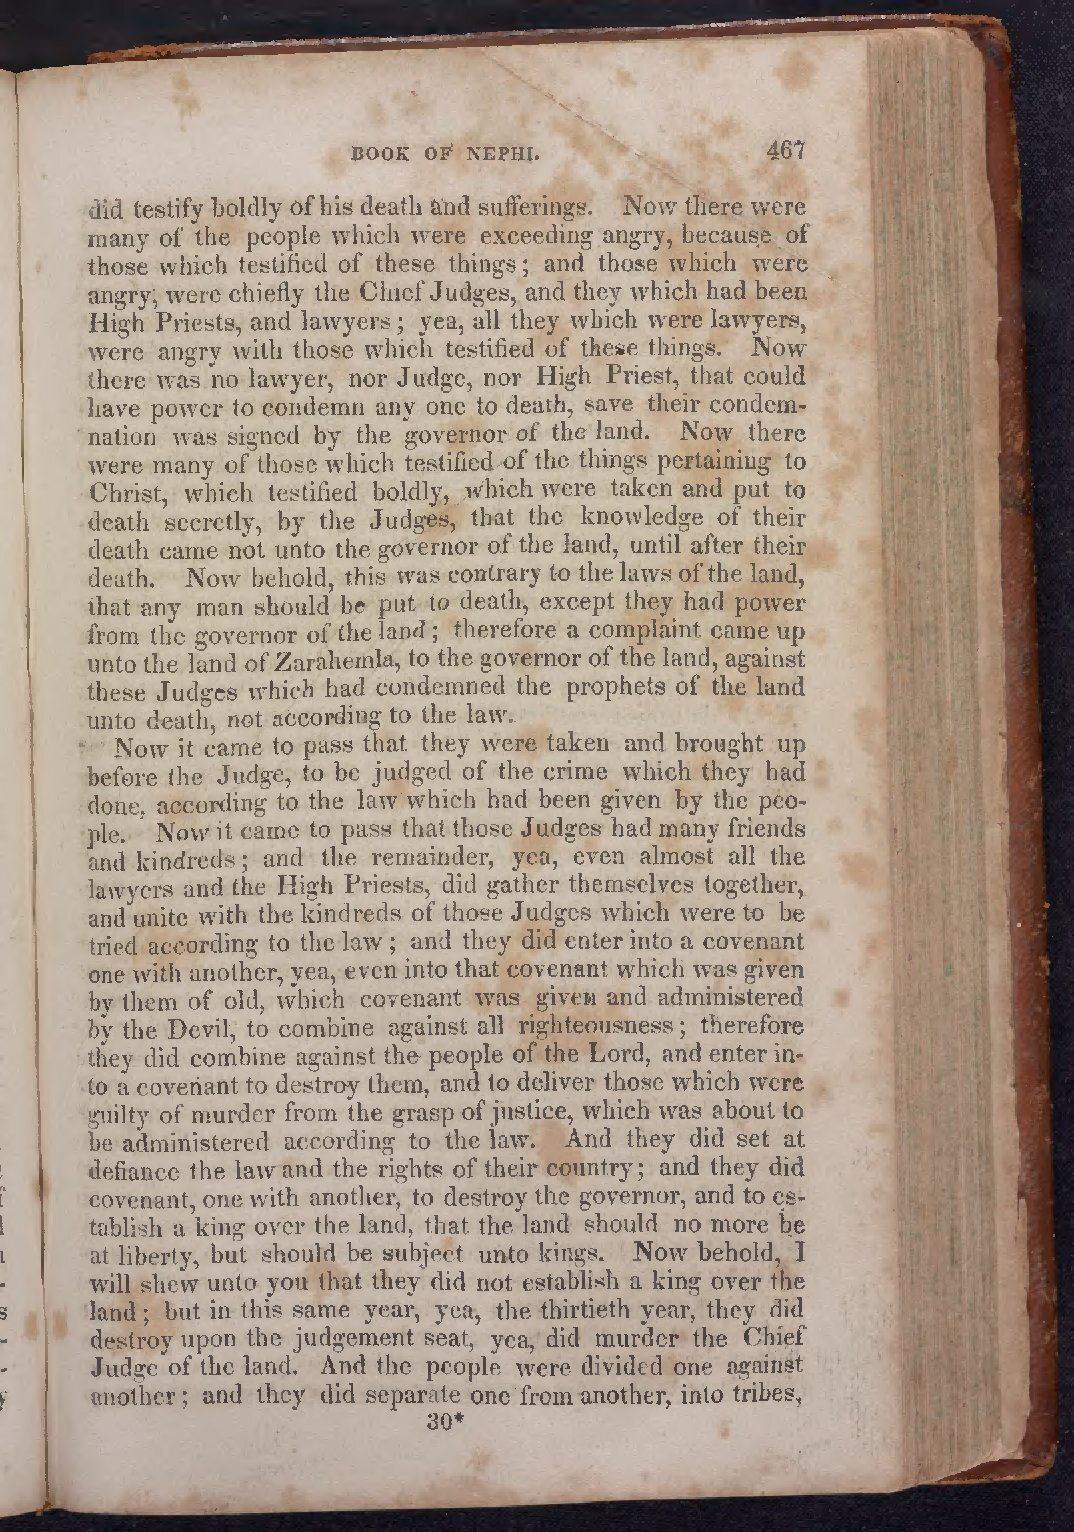 BOOK OF NEPHI. 467
did testify boldly of his death and sufferings. Now there were
many of the people which were exceeding angry, because of
those which testified of these things; and those which were
angry, were chiefly the Chief Judges, and they which had been
High Priests, and lawyers; yea, all they which were lawyers,
were angry with those which testified of these things. Now
there was no lawyer, nor Judge, nor High Priest, that could
have power to condemn any one to death, save their condem-
nation was signed by the governor of the land. Now there
were many of those which testified of the things pertaining to
Christ, which testified boldly, which were taken and put to
death secretly, by the Judges, that the knowledge of their
death came not unto the governor of the land, until after their
death. Now behold, this was contrary to the laws of the land,
that any man should be put to death, except they had power
from the governor of the land; therefore a complaint came up
unto the land of Zarahemla, to the governor of the land, against
these Judges which had condemned the prophets of the land
unto death, not according to the law.
Now it came to pass that they were taken and brought up
before the Judge, to be judged of the crime which they had
done, according to the law which had been given by the peo-
ple. Now it came to pass that those Judges had many friends
and kindreds; and the remainder, yea, even almost all the
lawyers and the High Priests, did gather themselves together,
and unite with the kindreds of those Judges which were to be
tried according to the law; and they did enter into a covenant
one with another, yea, even into that covenant which was given
by them of old, which covenant was given and administered
by the Devil, to combine against all righteousness; therefore
they did combine against the people of the Lord, and enter in-
to a covenant to destroy them, and to deliver those which were
guilty of murder from the grasp of justice, which was about to
be administered according to the law. And they did set at
defiance the law and the rights of their country; and they did
covenant, one with another, to destroy the governor, and to es-
tablish a king over the land, that the land should no more be
at liberty, but should be subject unto kings. Now behold, I
will shew unto you that they did not establish a king over the
land; but in this same year, yea, the thirtieth year, they did
destroy upon the judgement seat, yea, did murder the Chief
Judge of the land. And the people were divided one against
another; and they did separate one from another, into tribes,
30*